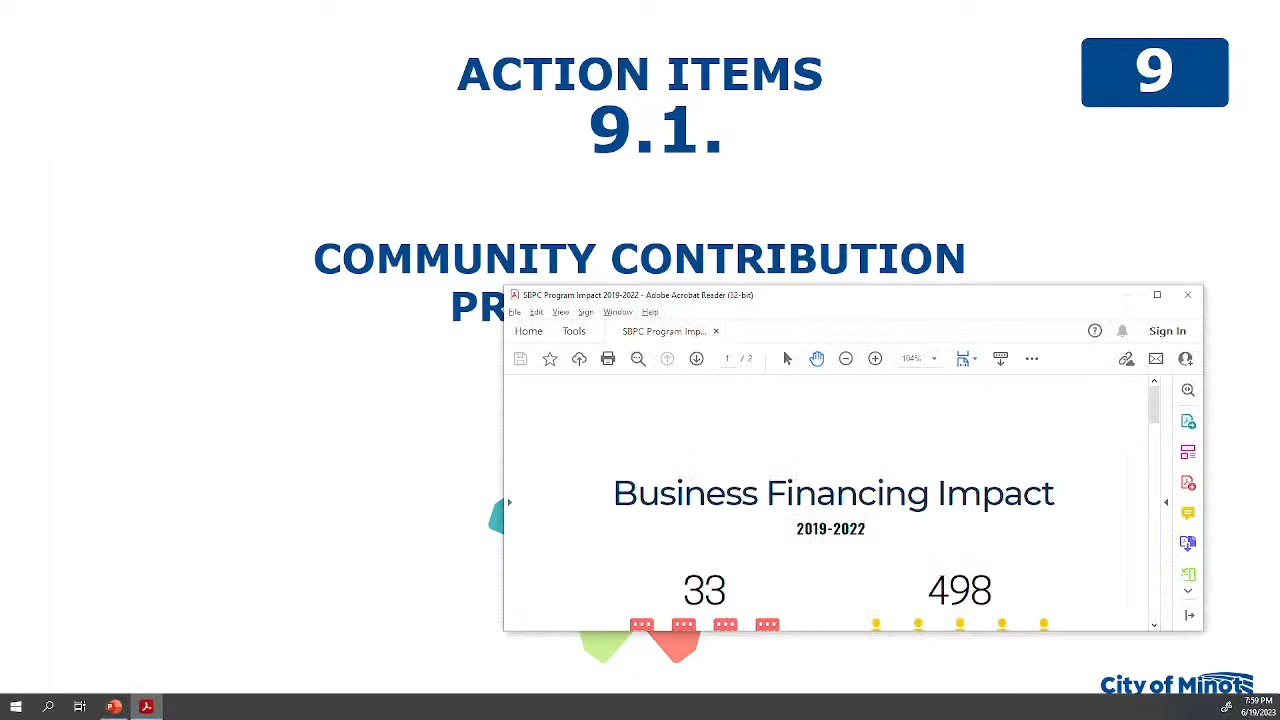 ACTION ITEMS
9
9.1.
COMMUNITY CONTRIBUTION
PR
SBPC Program Impact 2019-2022 - Adobe Acrobat Reader (32-bit)
File Edit View Sign Window Help
Home Tools SBPC Program Imp... Sign In
1 / 2 104%
Business Financing Impact
2019-2022
33 498
City of Minot
7:59 PM
6/19/2023